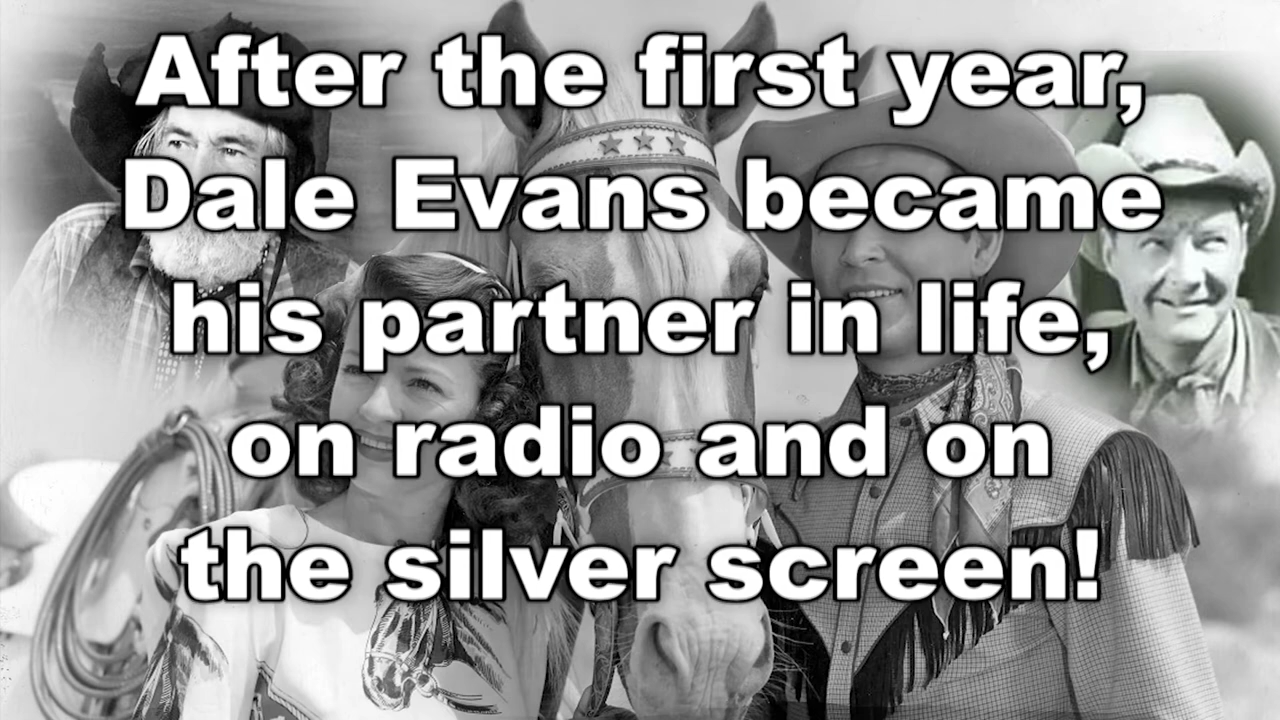 After the first year,
Dale Evans became
his partner in life,
on radio and on
the silver screen!